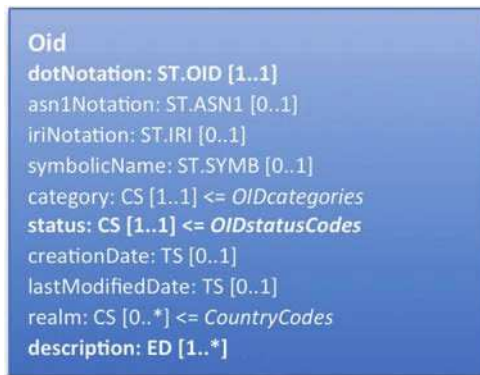 Oid
dotNotation: ST.OID [1..1]
asn1Notation: ST.ASN1 [0..1]
iriNotation: ST.IRI [0..1]
symbolicName: ST.SYMB [0..1]
category: CS [1..1] <= OIDcategories
status: CS [1..1] <= OIDstatusCodes
creationDate: TS [0..1]
lastModifiedDate: TS [0..1]
realm: CS [0..*] <= CountryCodes
description: ED [1..*]